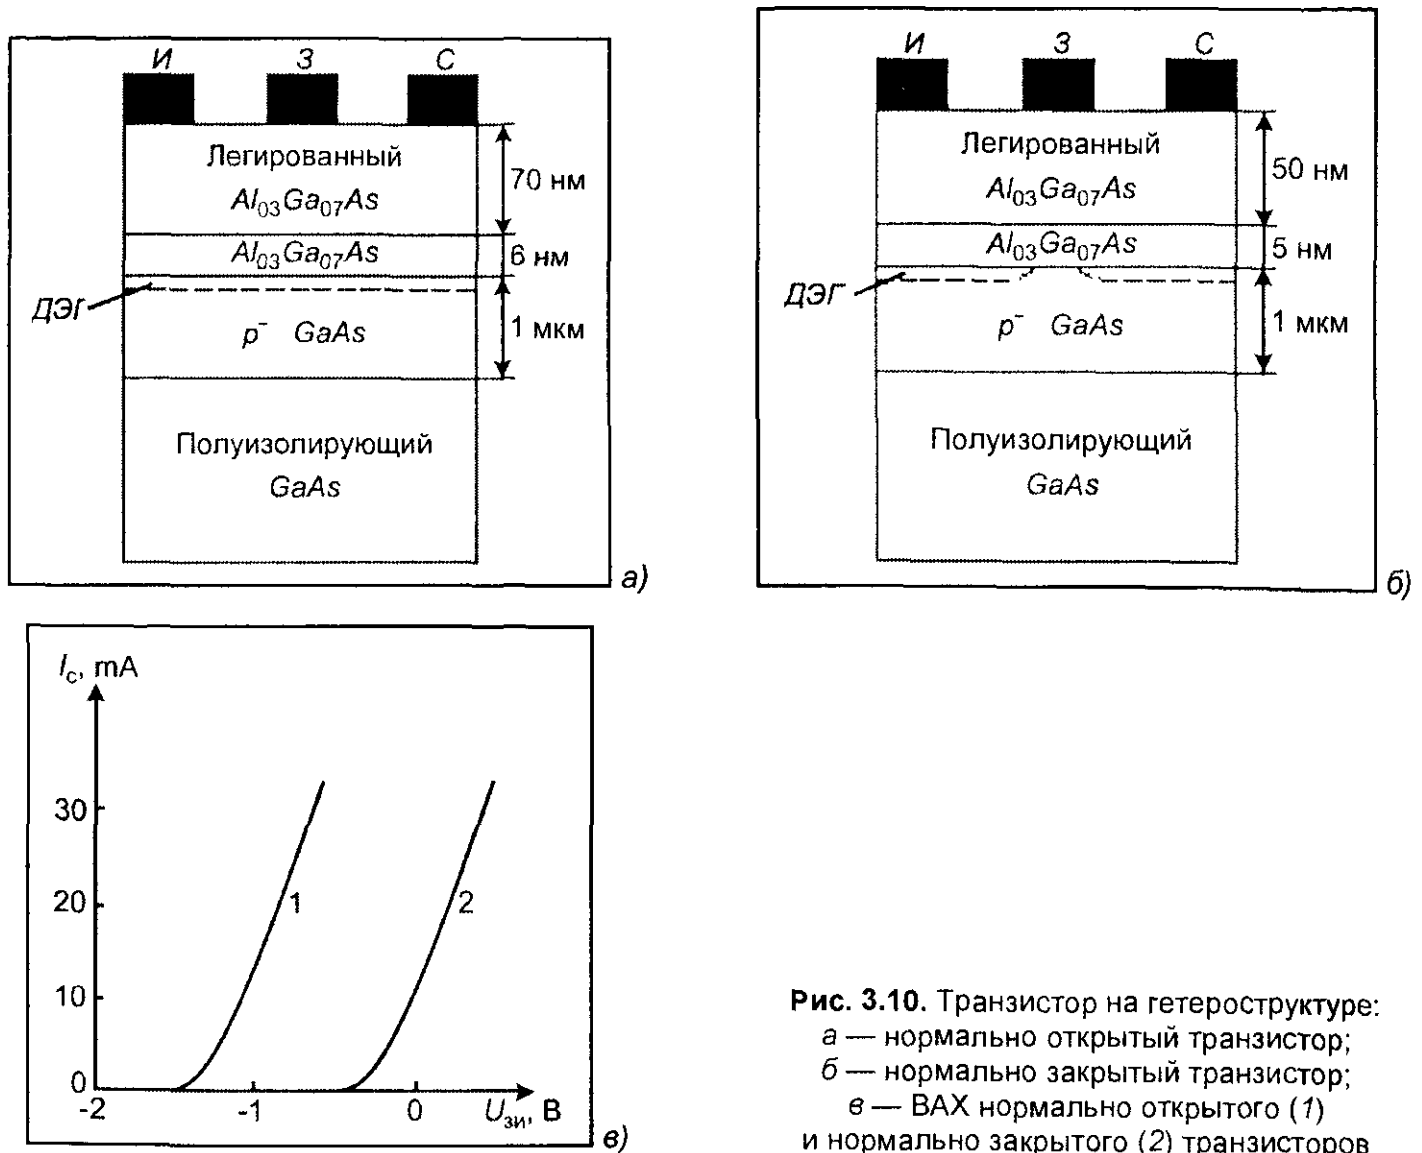 И З С
Легированный
Al03Ga07As
70 нм
Al03Ga07As
6 нм
ДЭГ
p⁻ GaAs
1 мкм
Полуизолирующий
GaAs
а)
И З С
Легированный
Al03Ga07As
50 нм
Al03Ga07As
5 нм
ДЭГ
p⁻ GaAs
1 мкм
Полуизолирующий
GaAs
б)
Iс, mA
30
20
10
0
1
2
-2 -1 0 Uзи, В
в)
Рис. 3.10. Транзистор на гетероструктуре:
а — нормально открытый транзистор;
б — нормально закрытый транзистор;
в — ВАХ нормально открытого (1)
и нормально закрытого (2) транзисторов